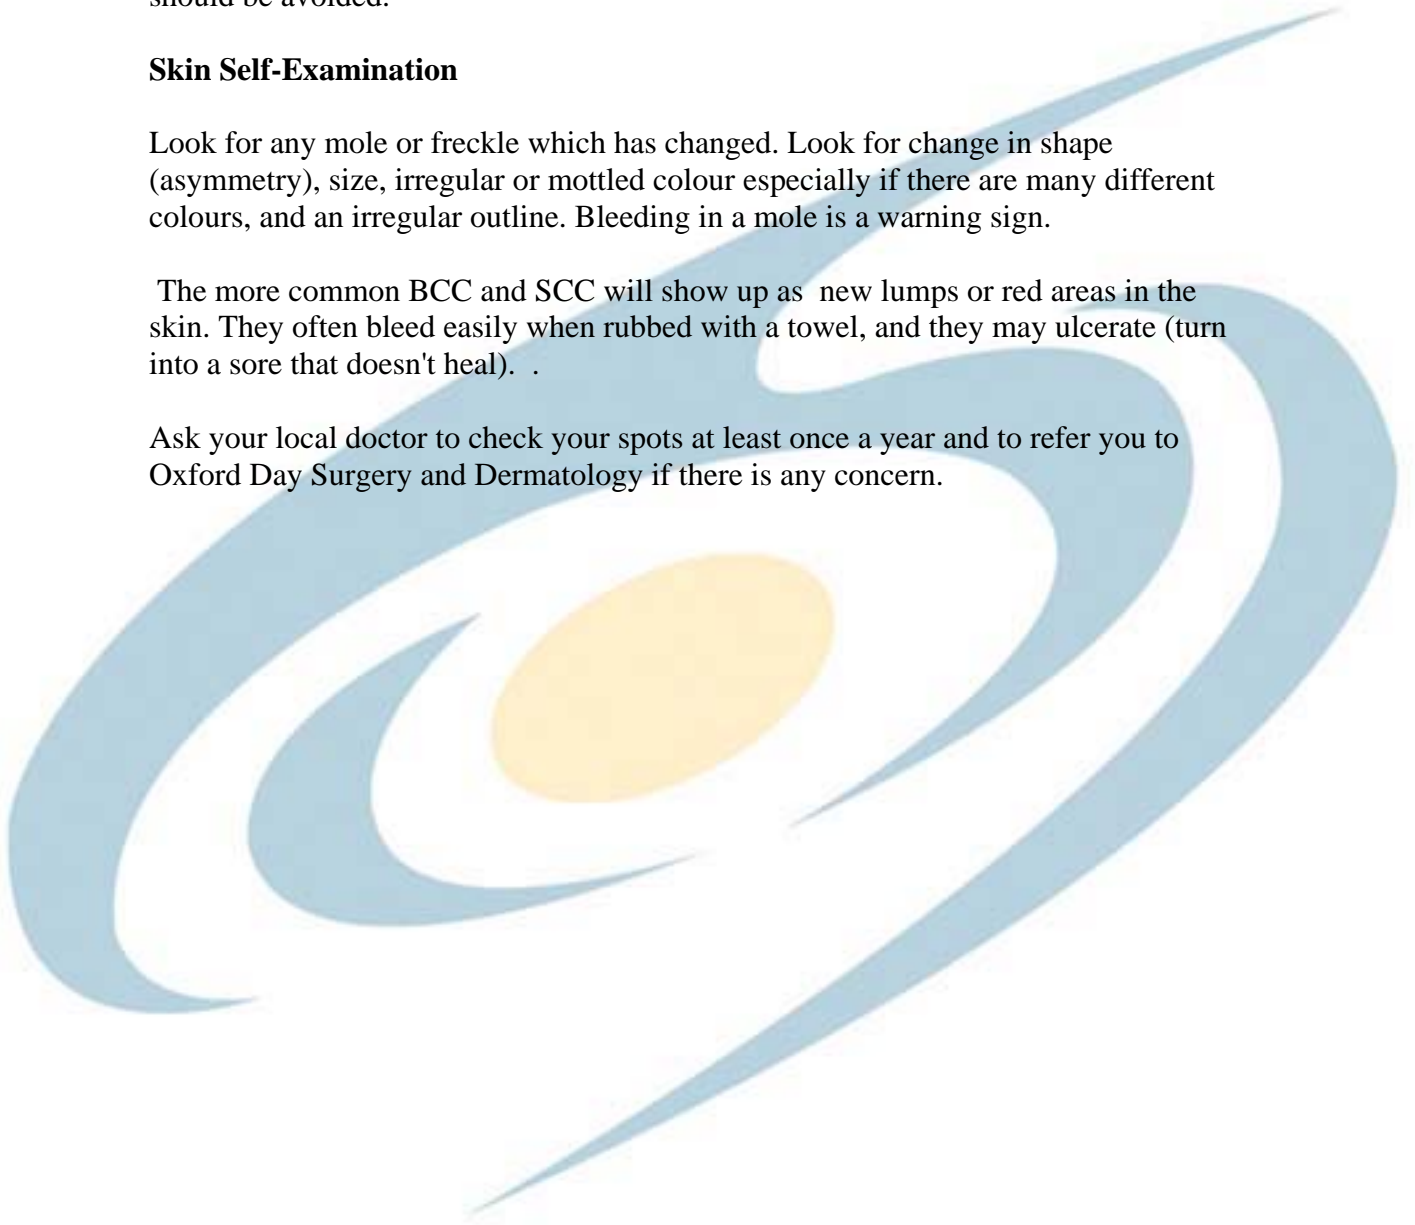 should be avoided.
Skin Self-Examination
Look for any mole or freckle which has changed. Look for change in shape
(asymmetry), size, irregular or mottled colour especially if there are many different
colours, and an irregular outline. Bleeding in a mole is a warning sign.
The more common BCC and SCC will show up as  new lumps or red areas in the
skin. They often bleed easily when rubbed with a towel, and they may ulcerate (turn
into a sore that doesn't heal).  .
Ask your local doctor to check your spots at least once a year and to refer you to
Oxford Day Surgery and Dermatology if there is any concern.